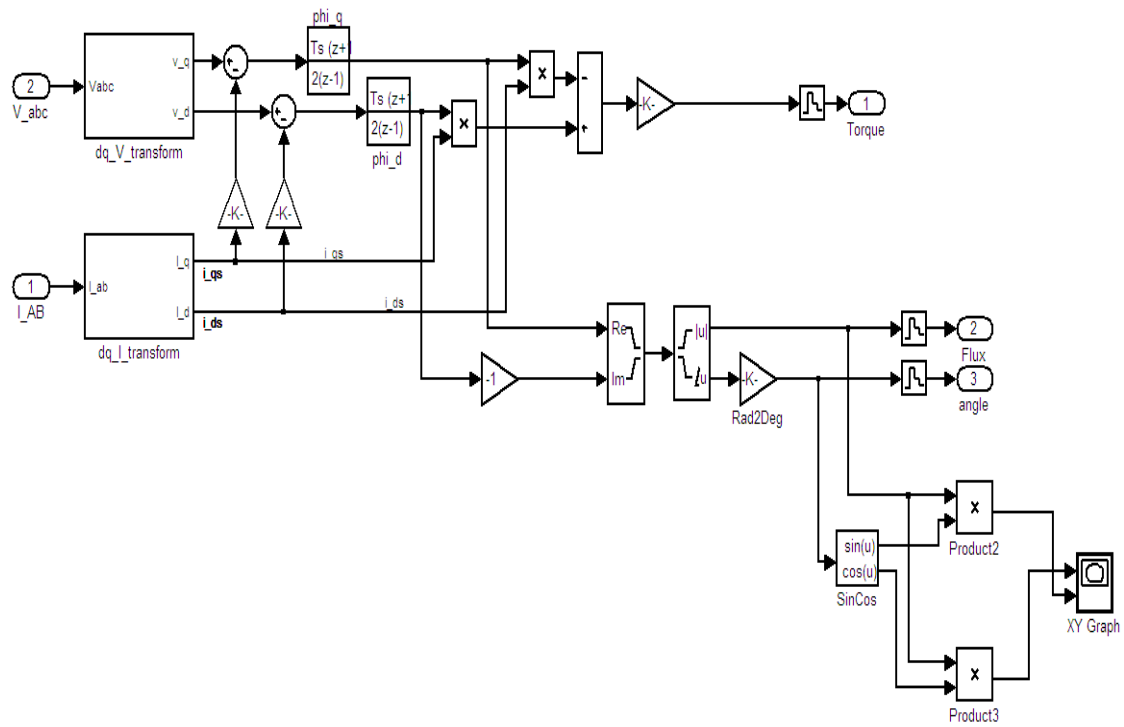 phi_q
Ts (z+
2(z-1)
2
V_abc
Vabc
v_q
v_d
dq_V_transform
Ts (z+
2(z-1)
phi_d
x
x
-
+
-K-
1
Torque
-K-
-K-
1
I_AB
I_ab
I_q
I_d
i_qs
i_ds
i_qs
i_ds
dq_I_transform
-1
Re
Im
|u|
∠u
-K-
Rad2Deg
2
Flux
3
angle
x
Product2
sin(u)
cos(u)
SinCos
XY Graph
x
Product3